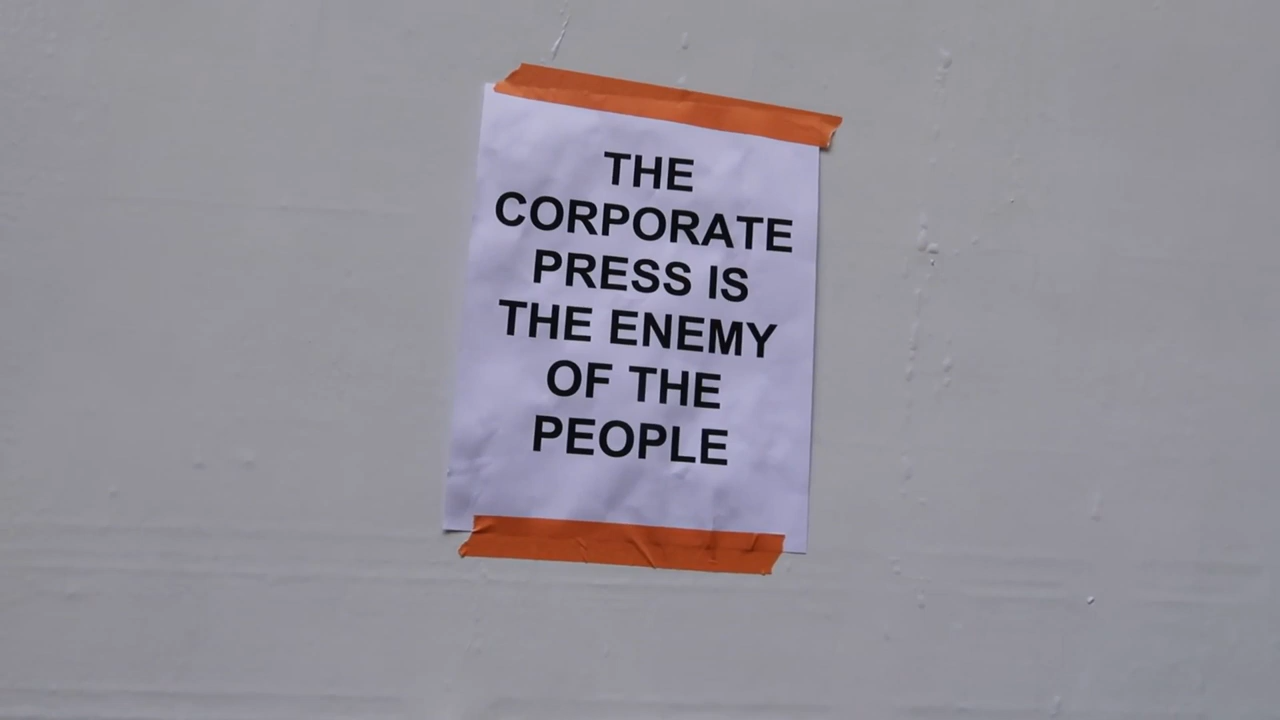 THE
CORPORATE
PRESS IS
THE ENEMY
OF THE
PEOPLE